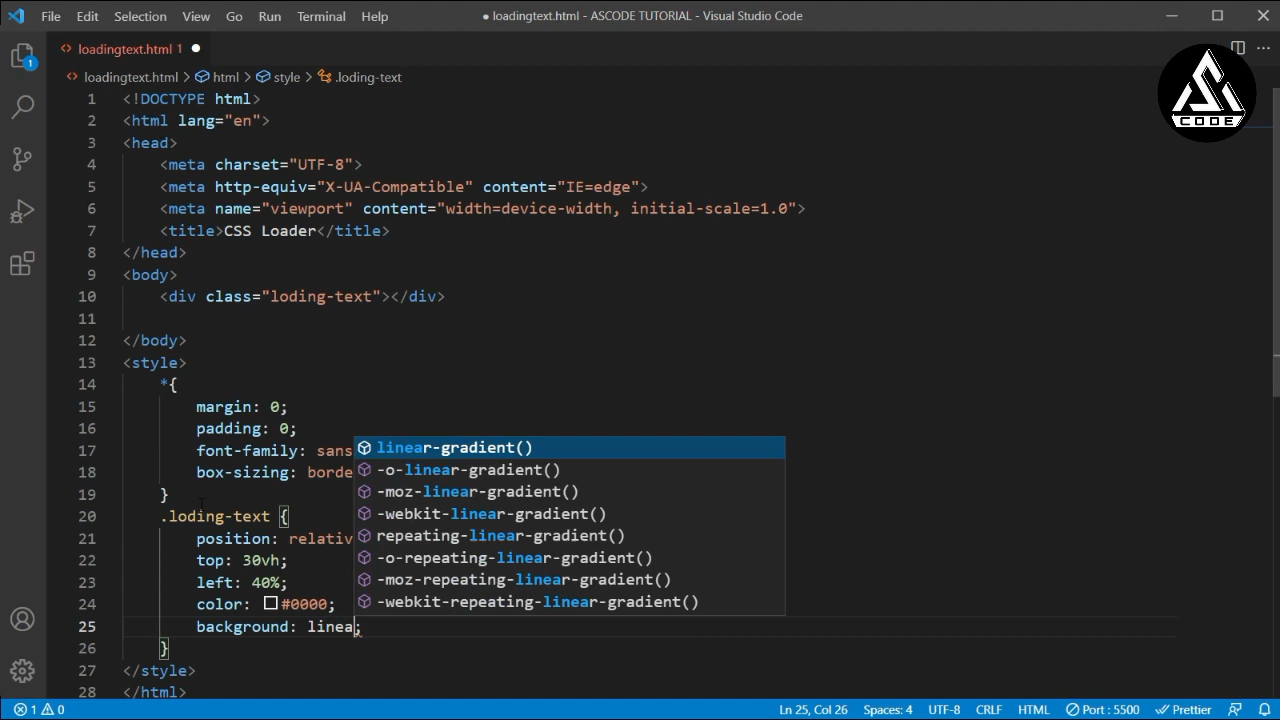 File Edit Selection View Go Run Terminal Help ● loadingtext.html - ASCODE TUTORIAL - Visual Studio Code
loadingtext.html 1
loadingtext.html > html > style > .loding-text
CODE
1 <!DOCTYPE html>
2 <html lang="en">
3 <head>
4 <meta charset="UTF-8">
5 <meta http-equiv="X-UA-Compatible" content="IE=edge">
6 <meta name="viewport" content="width=device-width, initial-scale=1.0">
7 <title>CSS Loader</title>
8 </head>
9 <body>
10 <div class="loding-text"></div>
11
12 </body>
13 <style>
14 *{
15 margin: 0;
16 padding: 0;
17 font-family: sans
18 box-sizing: borde
19 }
20 .loding-text {
21 position: relativ
22 top: 30vh;
23 left: 40%;
24 color: #0000;
25 background: linea;
26 }
27 </style>
28 </html>
linear-gradient()
-o-linear-gradient()
-moz-linear-gradient()
-webkit-linear-gradient()
repeating-linear-gradient()
-o-repeating-linear-gradient()
-moz-repeating-linear-gradient()
-webkit-repeating-linear-gradient()
1
1 0 Ln 25, Col 26 Spaces: 4 UTF-8 CRLF HTML Port : 5500 Prettier